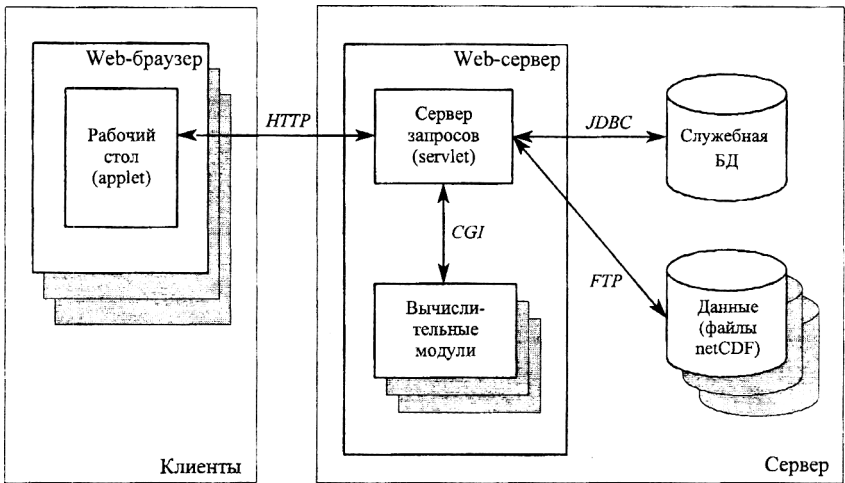 Web-браузер
Web-сервер
Рабочий
стол
(applet)
HTTP
Сервер
запросов
(servlet)
JDBC
Служебная
БД
CGI
FTP
Вычисли-
тельные
модули
Данные
(файлы
netCDF)
Клиенты
Сервер